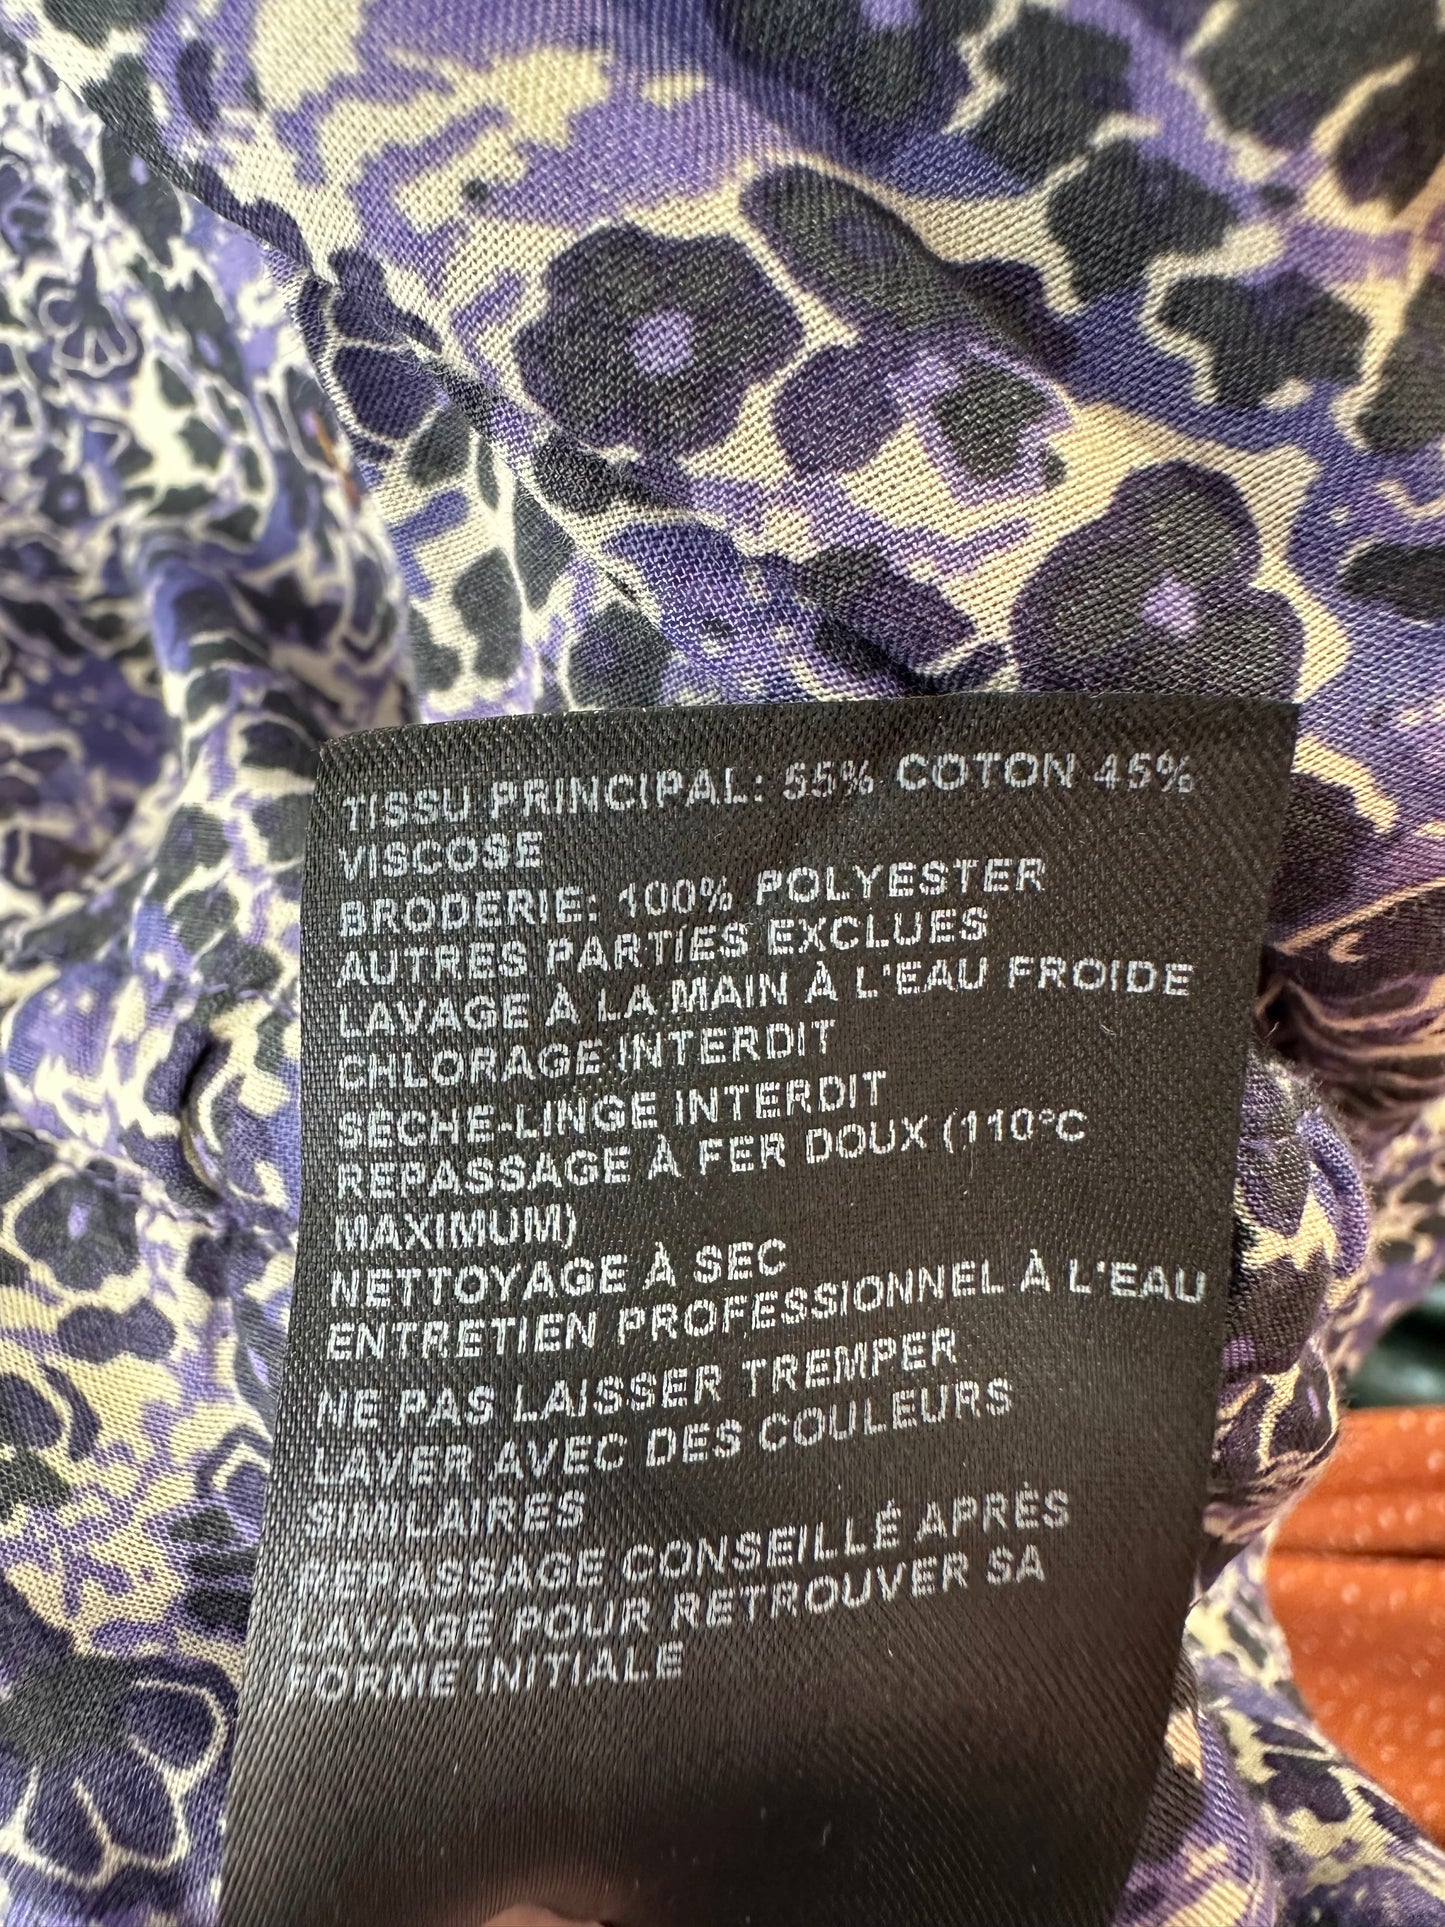 TISSU PRINCIPAL: 55% COTON 45%
VISCOSE
BRODERIE: 100% POLYESTER
AUTRES PARTIES EXCLUES
LAVAGE À LA MAIN À L'EAU FROIDE
CHLORAGE INTERDIT
SECHE-LINGE INTERDIT
REPASSAGE À FER DOUX (110°C
MAXIMUM)
NETTOYAGE À SEC
ENTRETIEN PROFESSIONNEL À L'EAU
NE PAS LAISSER TREMPER
LAVER AVEC DES COULEURS
SIMILAIRES
REPASSAGE CONSEILLÉ APRÈS
LAVAGE POUR RETROUVER SA
FORME INITIALE